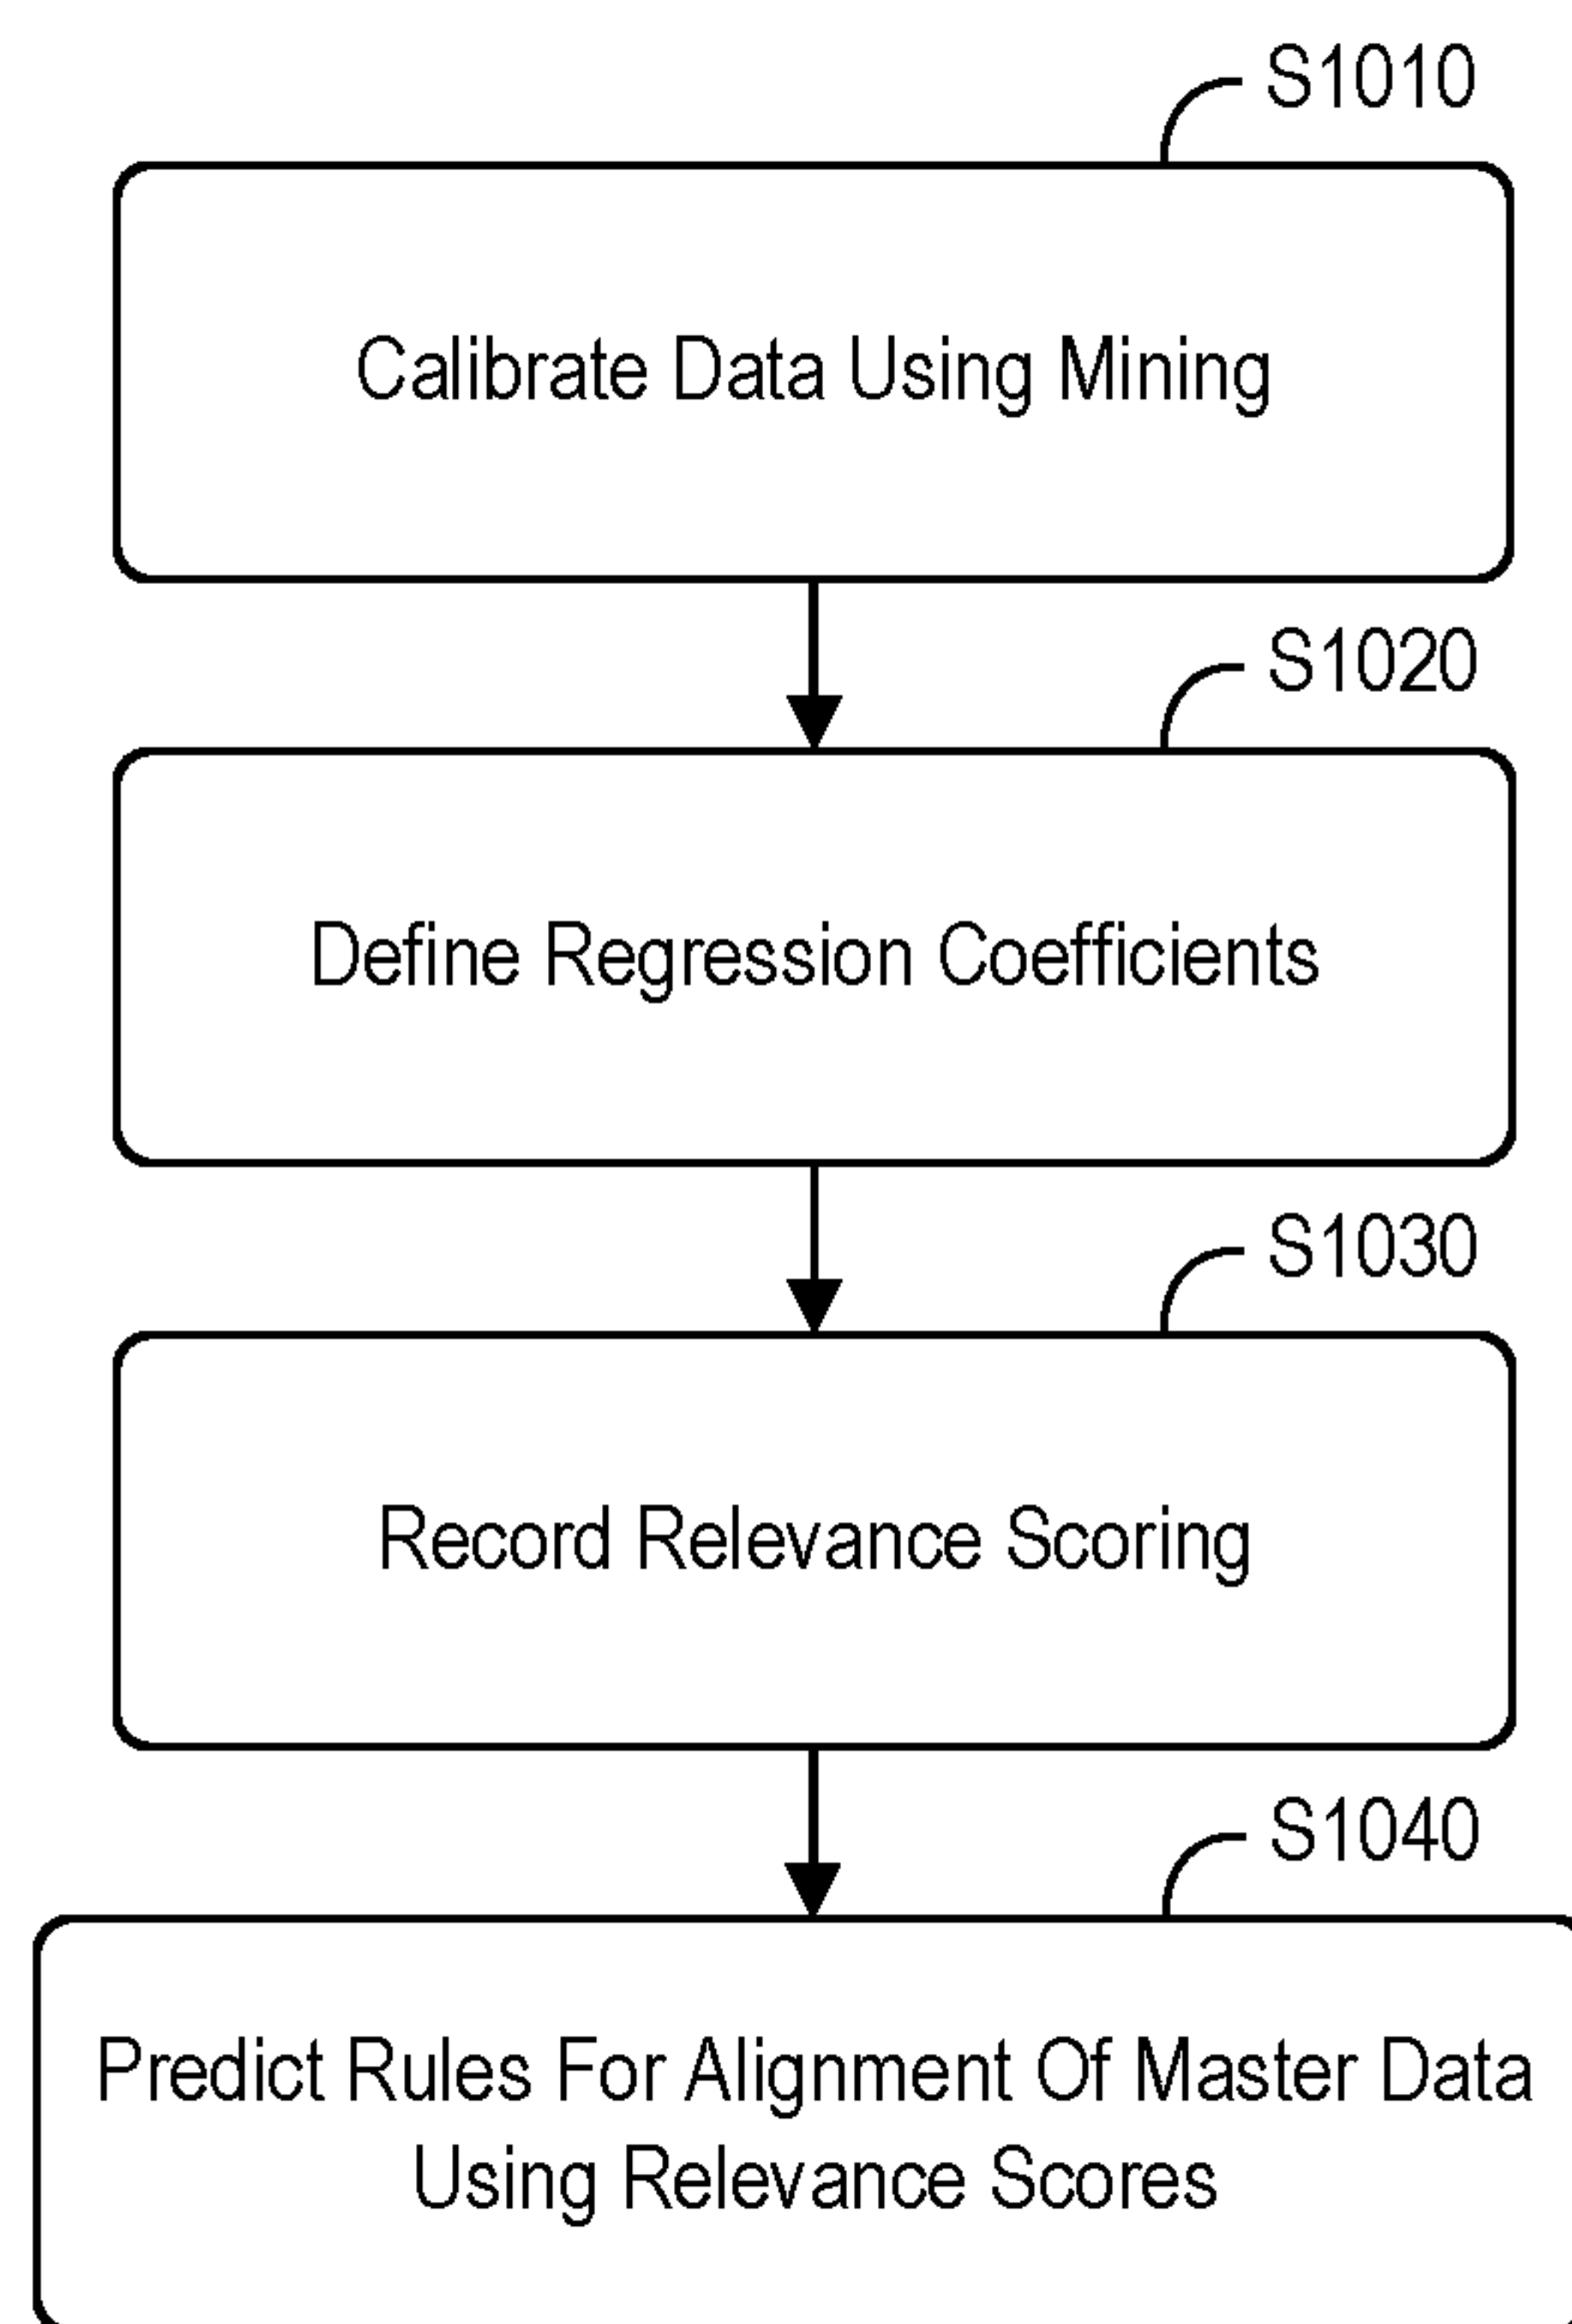 S1010
Calibrate Data Using Mining
S1020
Define Regression Coefficients
S1030
Record Relevance Scoring
S1040
Predict Rules For Alignment Of Master Data
Using Relevance Scores